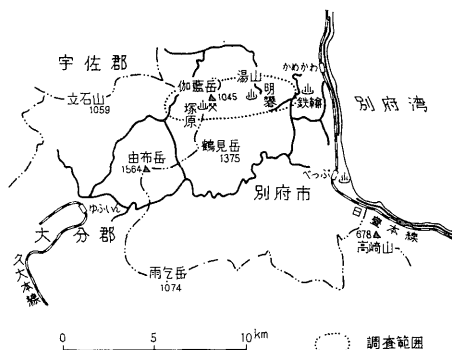 宇佐郡
立石山
1059
伽藍岳
1045
湯山
明礬
かめかわ
鉄輪
塚原
別府湾
由布岳
1564
鶴見岳
1375
べっぷ
別府市
ゆふいん
大分郡
久大本線
日豊本線
678
高崎山
雨乞岳
1074
0 5 10 km
調査範囲